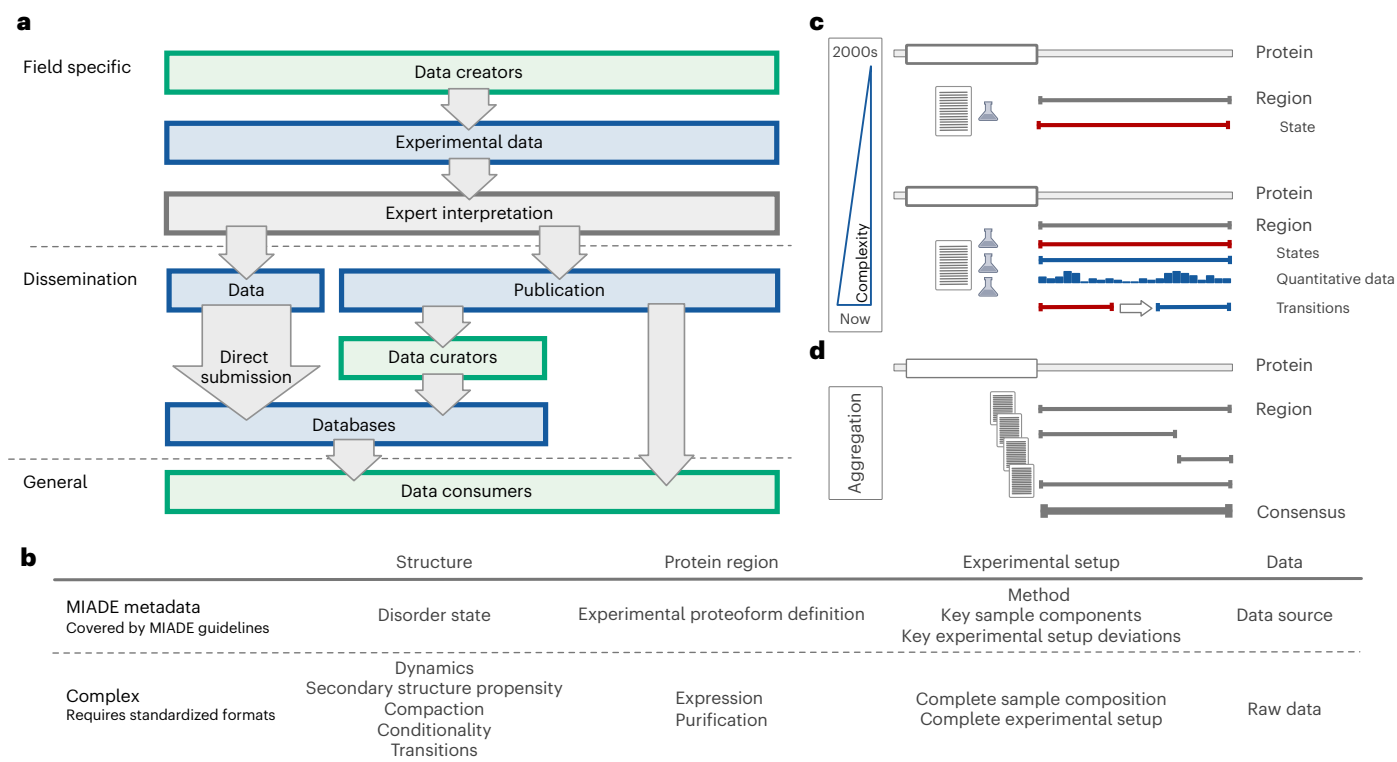 a
Field specific
Data creators
Experimental data
Expert interpretation
Dissemination
Data
Publication
Direct
submission
Data curators
Databases
General
Data consumers
c
2000s
Complexity
Now
Protein
Region
State
Protein
Region
States
Quantitative data
Transitions
d
Aggregation
Protein
Region
Consensus
b
Structure
Protein region
Experimental setup
Data
MIADE metadata
Covered by MIADE guidelines
Disorder state
Experimental proteoform definition
Method
Key sample components
Key experimental setup deviations
Data source
Complex
Requires standardized formats
Dynamics
Secondary structure propensity
Compaction
Conditionality
Transitions
Expression
Purification
Complete sample composition
Complete experimental setup
Raw data